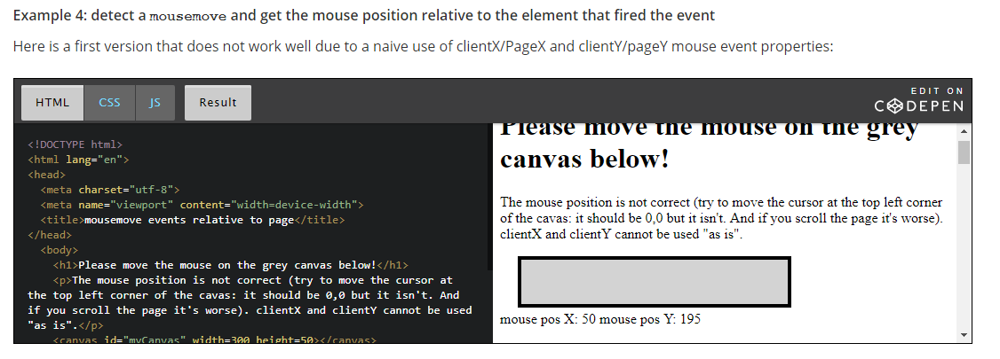 Example 4: detect a mousemove and get the mouse position relative to the element that fired the event
Here is a first version that does not work well due to a naive use of clientX/PageX and clientY/pageY mouse event properties:
HTML CSS JS Result
EDIT ON
CODEPEN
<!DOCTYPE html>
<html lang="en">
<head>
<meta charset="utf-8">
<meta name="viewport" content="width=device-width">
<title>mousemove events relative to page</title>
</head>
<body>
<h1>Please move the mouse on the grey canvas below!</h1>
<p>The mouse position is not correct (try to move the cursor at
the top left corner of the cavas: it should be 0,0 but it isn't. And
if you scroll the page it's worse). clientX and clientY cannot be used
"as is".</p>
<canvas id="myCanvas" width=300 height=50></canvas>
Please move the mouse on the grey
canvas below!
The mouse position is not correct (try to move the cursor at the top left corner
of the cavas: it should be 0,0 but it isn't. And if you scroll the page it's worse).
clientX and clientY cannot be used "as is".
mouse pos X: 50 mouse pos Y: 195